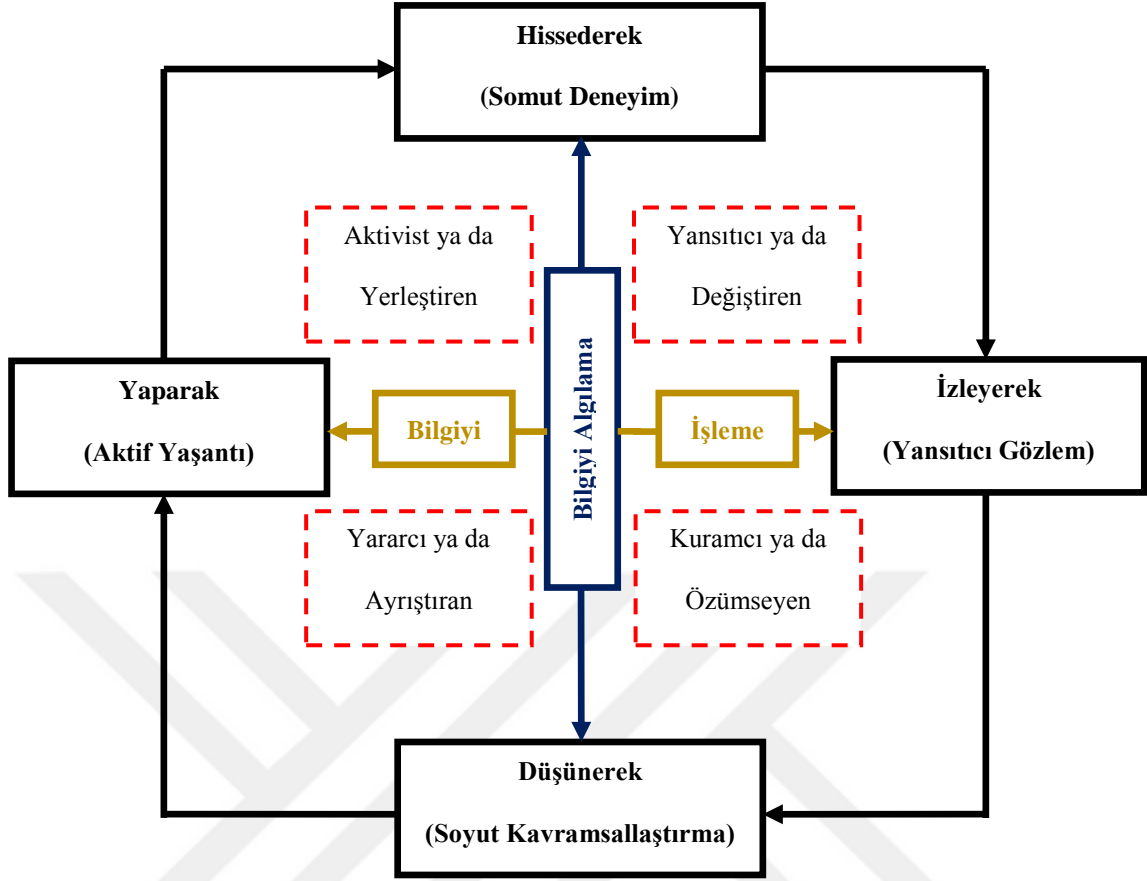 Hissederek
(Somut Deneyim)
Aktivist ya da
Yerleştiren
Yansıtıcı ya da
Değiştiren
Yaparak
(Aktif Yaşantı)
Bilgiyi
Bilgiyi Algılama
İşleme
İzleyerek
(Yansıtıcı Gözlem)
Yararcı ya da
Ayrıştıran
Kuramcı ya da
Özümseyen
Düşünerek
(Soyut Kavramsallaştırma)